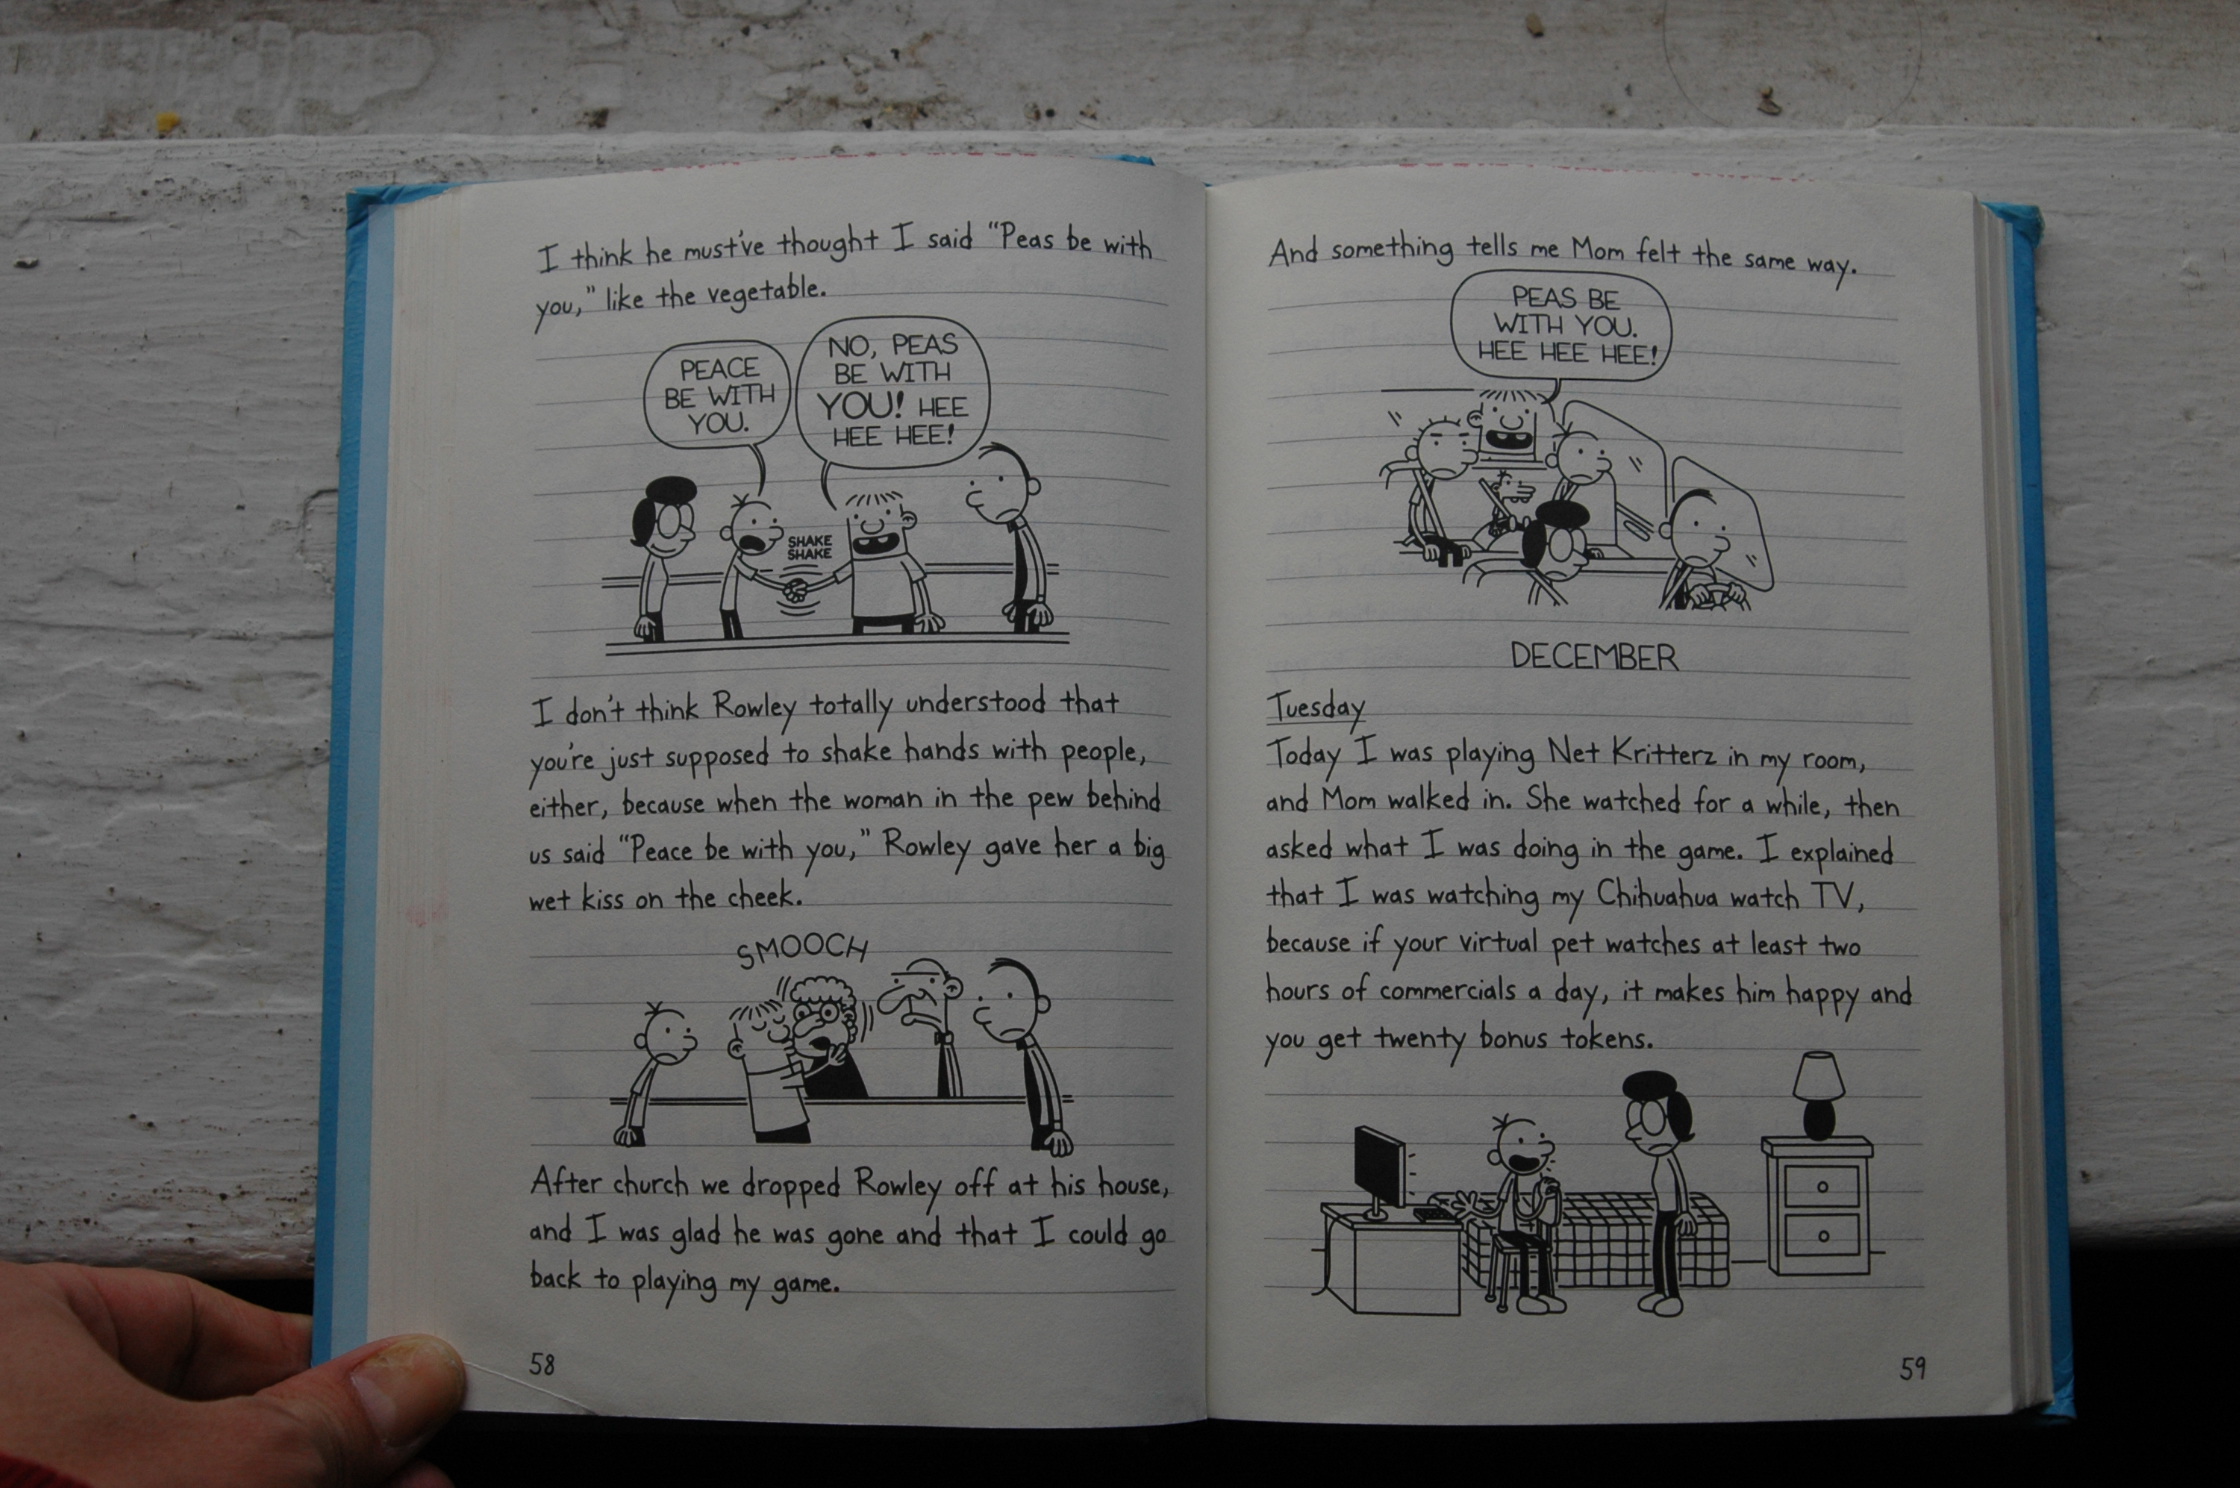 I think he must've thought I said "Peas be with
you," like the vegetable.
PEACE
BE WITH
YOU.
NO, PEAS
BE WITH
YOU! HEE
HEE HEE!
SHAKE
SHAKE
I don't think Rowley totally understood that
you're just supposed to shake hands with people,
either, because when the woman in the pew behind
us said "Peace be with you," Rowley gave her a big
wet kiss on the cheek.
SMOOCH
After church we dropped Rowley off at his house,
and I was glad he was gone and that I could go
back to playing my game.
58
And something tells me Mom felt the same way.
PEAS BE
WITH YOU.
HEE HEE HEE!
DECEMBER
Tuesday
Today I was playing Net Kritterz in my room,
and Mom walked in. She watched for a while, then
asked what I was doing in the game. I explained
that I was watching my Chihuahua watch TV,
because if your virtual pet watches at least two
hours of commercials a day, it makes him happy and
you get twenty bonus tokens.
59